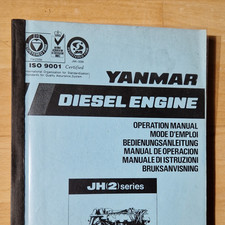 ISO 9001 Certified
YANMAR
DIESEL ENGINE
OPERATION MANUAL
MODE D'EMPLOI
BEDIENUNGSANLEITUNG
MANUAL DE OPERACION
MANUALE DI ISTRUZIONI
BRUKSANVISNING
JH(2)series